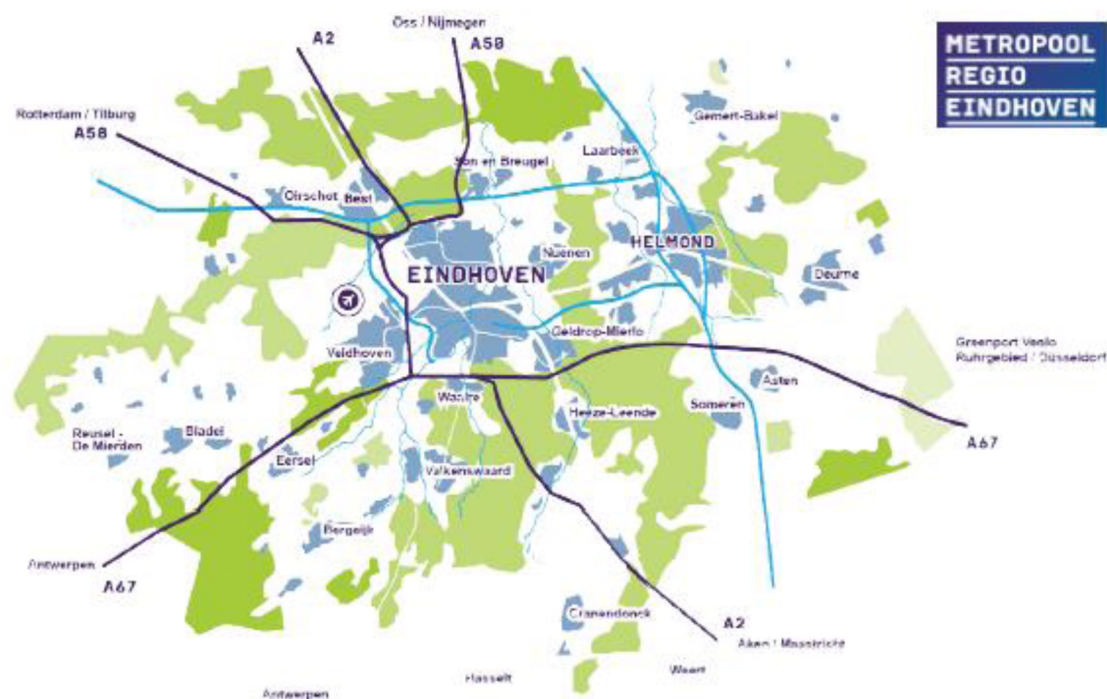 Oss / Nijmegen
A2
A50
METROPOOL
REGIO
EINDHOVEN
Rotterdam / Tilburg
A58
Gemert-Bakel
Laarbeek
Son en Breugel
Oirschot
Best
HELMOND
Nuenen
EINDHOVEN
Deurne
Geldrop-Mierlo
Veldhoven
Greenport Venlo
Ruhrgebied / Düsseldorf
Asten
Waalre
Someren
Heeze-Leende
Reusel -
De Mierden
Bladel
A67
Eersel
Valkenswaard
Bergeijk
Antwerpen
A67
Cranendonck
A2
Aken / Maastricht
Weert
Hasselt
Antwerpen